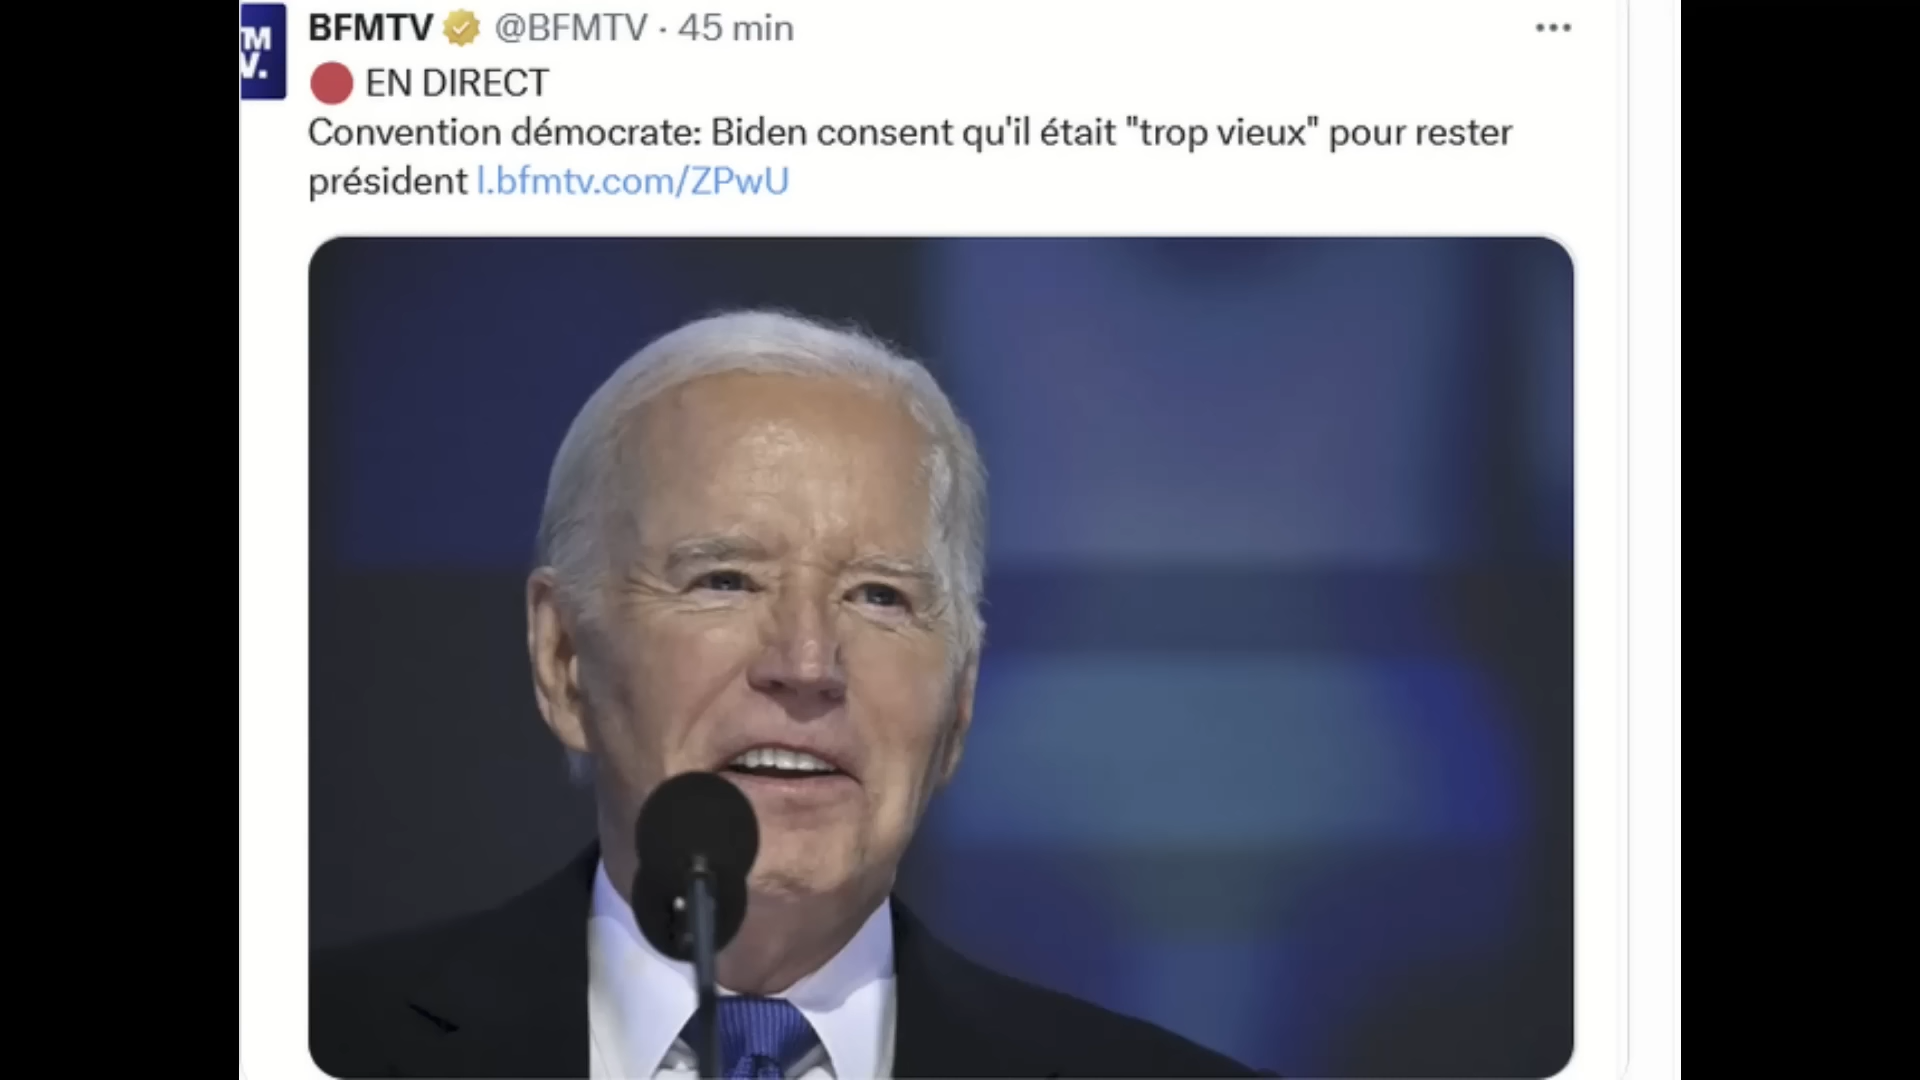 BFMTV @BFMTV · 45 min
M
V.
EN DIRECT
Convention démocrate: Biden consent qu'il était "trop vieux" pour rester
président l.bfmtv.com/ZPwU